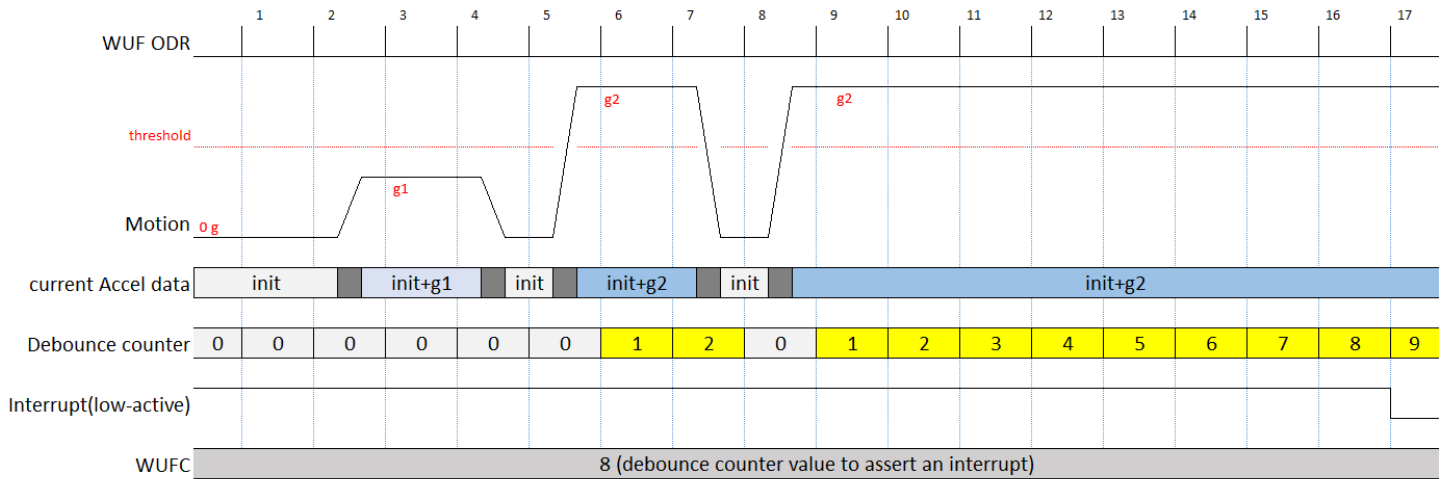 1 2 3 4 5 6 7 8 9 10 11 12 13 14 15 16 17
WUF ODR
g2 g2
threshold
g1
Motion 0 g
current Accel data init init+g1 init init+g2 init init+g2
Debounce counter 0 0 0 0 0 0 1 2 0 1 2 3 4 5 6 7 8 9
Interrupt(low-active)
WUFC 8 (debounce counter value to assert an interrupt)